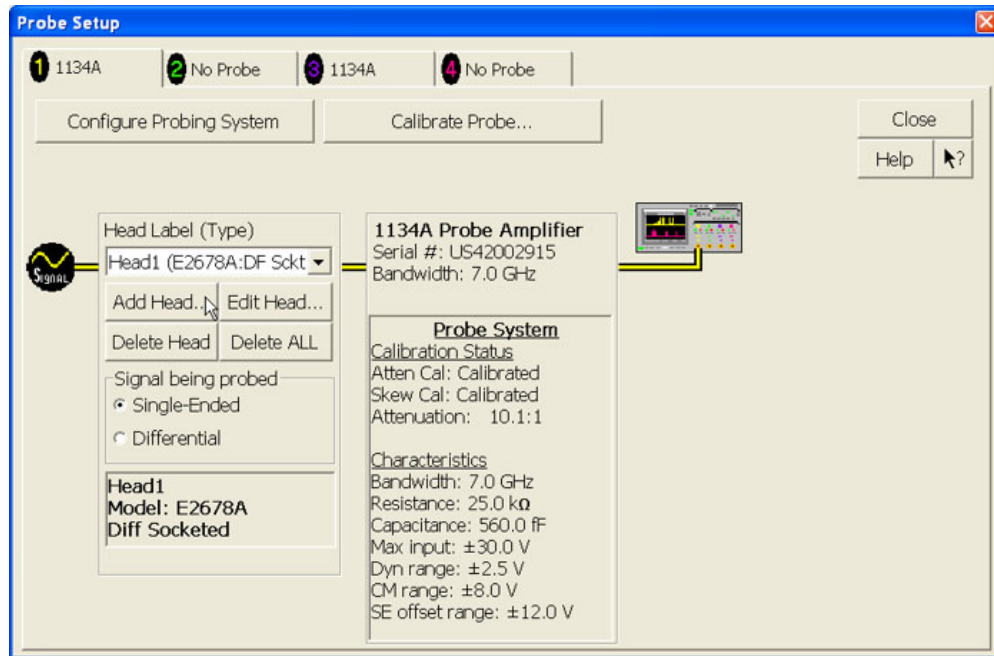 Probe Setup
1 1134A
2 No Probe
3 1134A
4 No Probe
Configure Probing System
Calibrate Probe...
Close
Help
?
SIGNAL
Head Label (Type)
Head1 (E2678A:DF Sckt
Add Head...
Edit Head...
Delete Head
Delete ALL
Signal being probed
Single-Ended
Differential
Head1
Model: E2678A
Diff Socketed
1134A Probe Amplifier
Serial #: US42002915
Bandwidth: 7.0 GHz
Probe System
Calibration Status
Atten Cal: Calibrated
Skew Cal: Calibrated
Attenuation: 10.1:1
Characteristics
Bandwidth: 7.0 GHz
Resistance: 25.0 kΩ
Capacitance: 560.0 fF
Max input: ±30.0 V
Dyn range: ±2.5 V
CM range: ±8.0 V
SE offset range: ±12.0 V